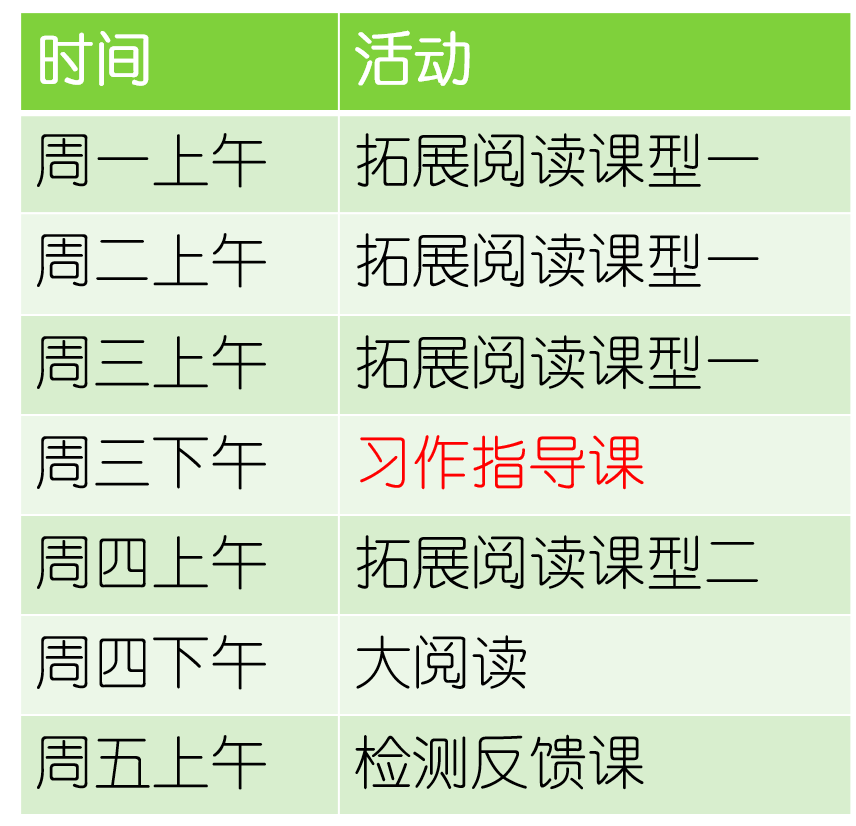 时间 活动
周一上午 拓展阅读课型一
周二上午 拓展阅读课型一
周三上午 拓展阅读课型一
周三下午 习作指导课
周四上午 拓展阅读课型二
周四下午 大阅读
周五上午 检测反馈课